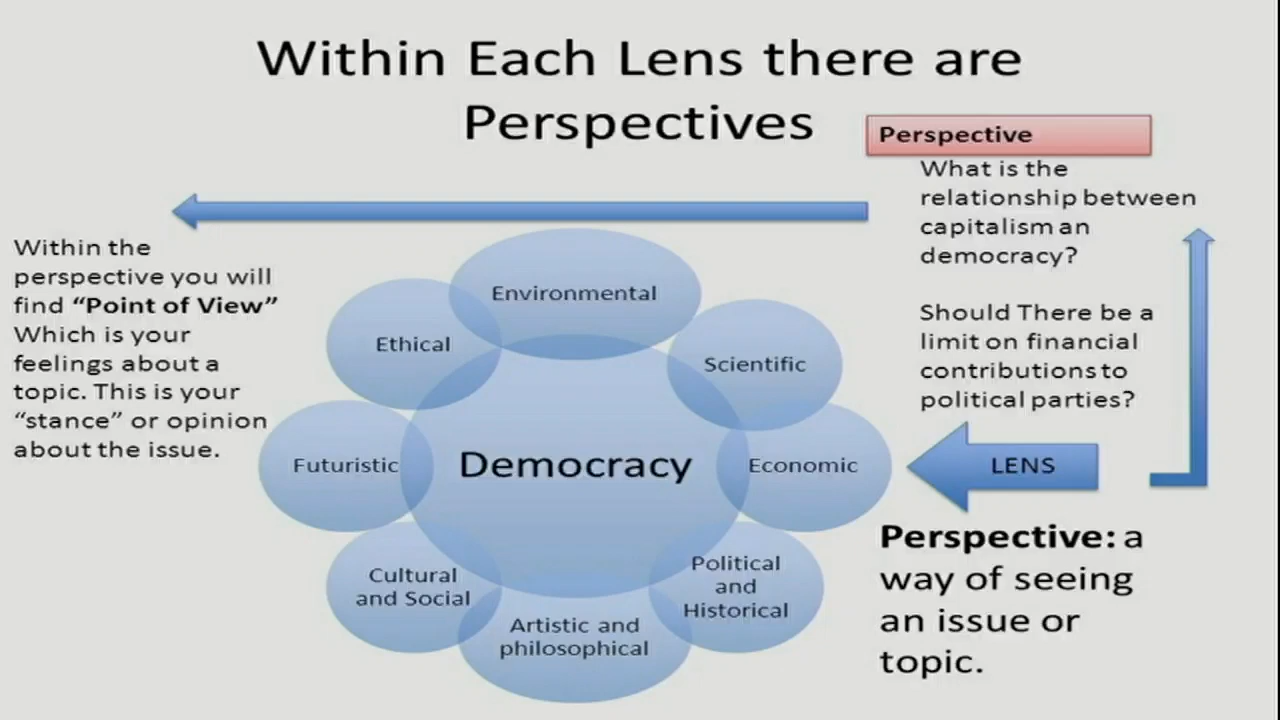 Within Each Lens there are
Perspectives
Perspective
What is the
relationship between
capitalism an
democracy?
Should There be a
limit on financial
contributions to
political parties?
Within the
perspective you will
find “Point of View”
Which is your
feelings about a
topic. This is your
“stance” or opinion
about the issue.
Environmental
Ethical
Scientific
Futuristic
Democracy
Economic
LENS
Cultural
and Social
Political
and
Historical
Artistic and
philosophical
Perspective: a
way of seeing
an issue or
topic.